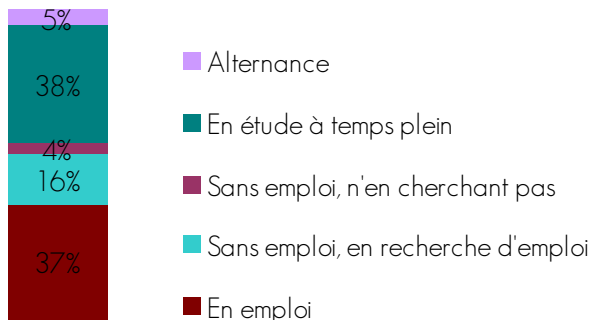 5%
38%
4%
16%
37%
Alternance
En étude à temps plein
Sans emploi, n'en cherchant pas
Sans emploi, en recherche d'emploi
En emploi